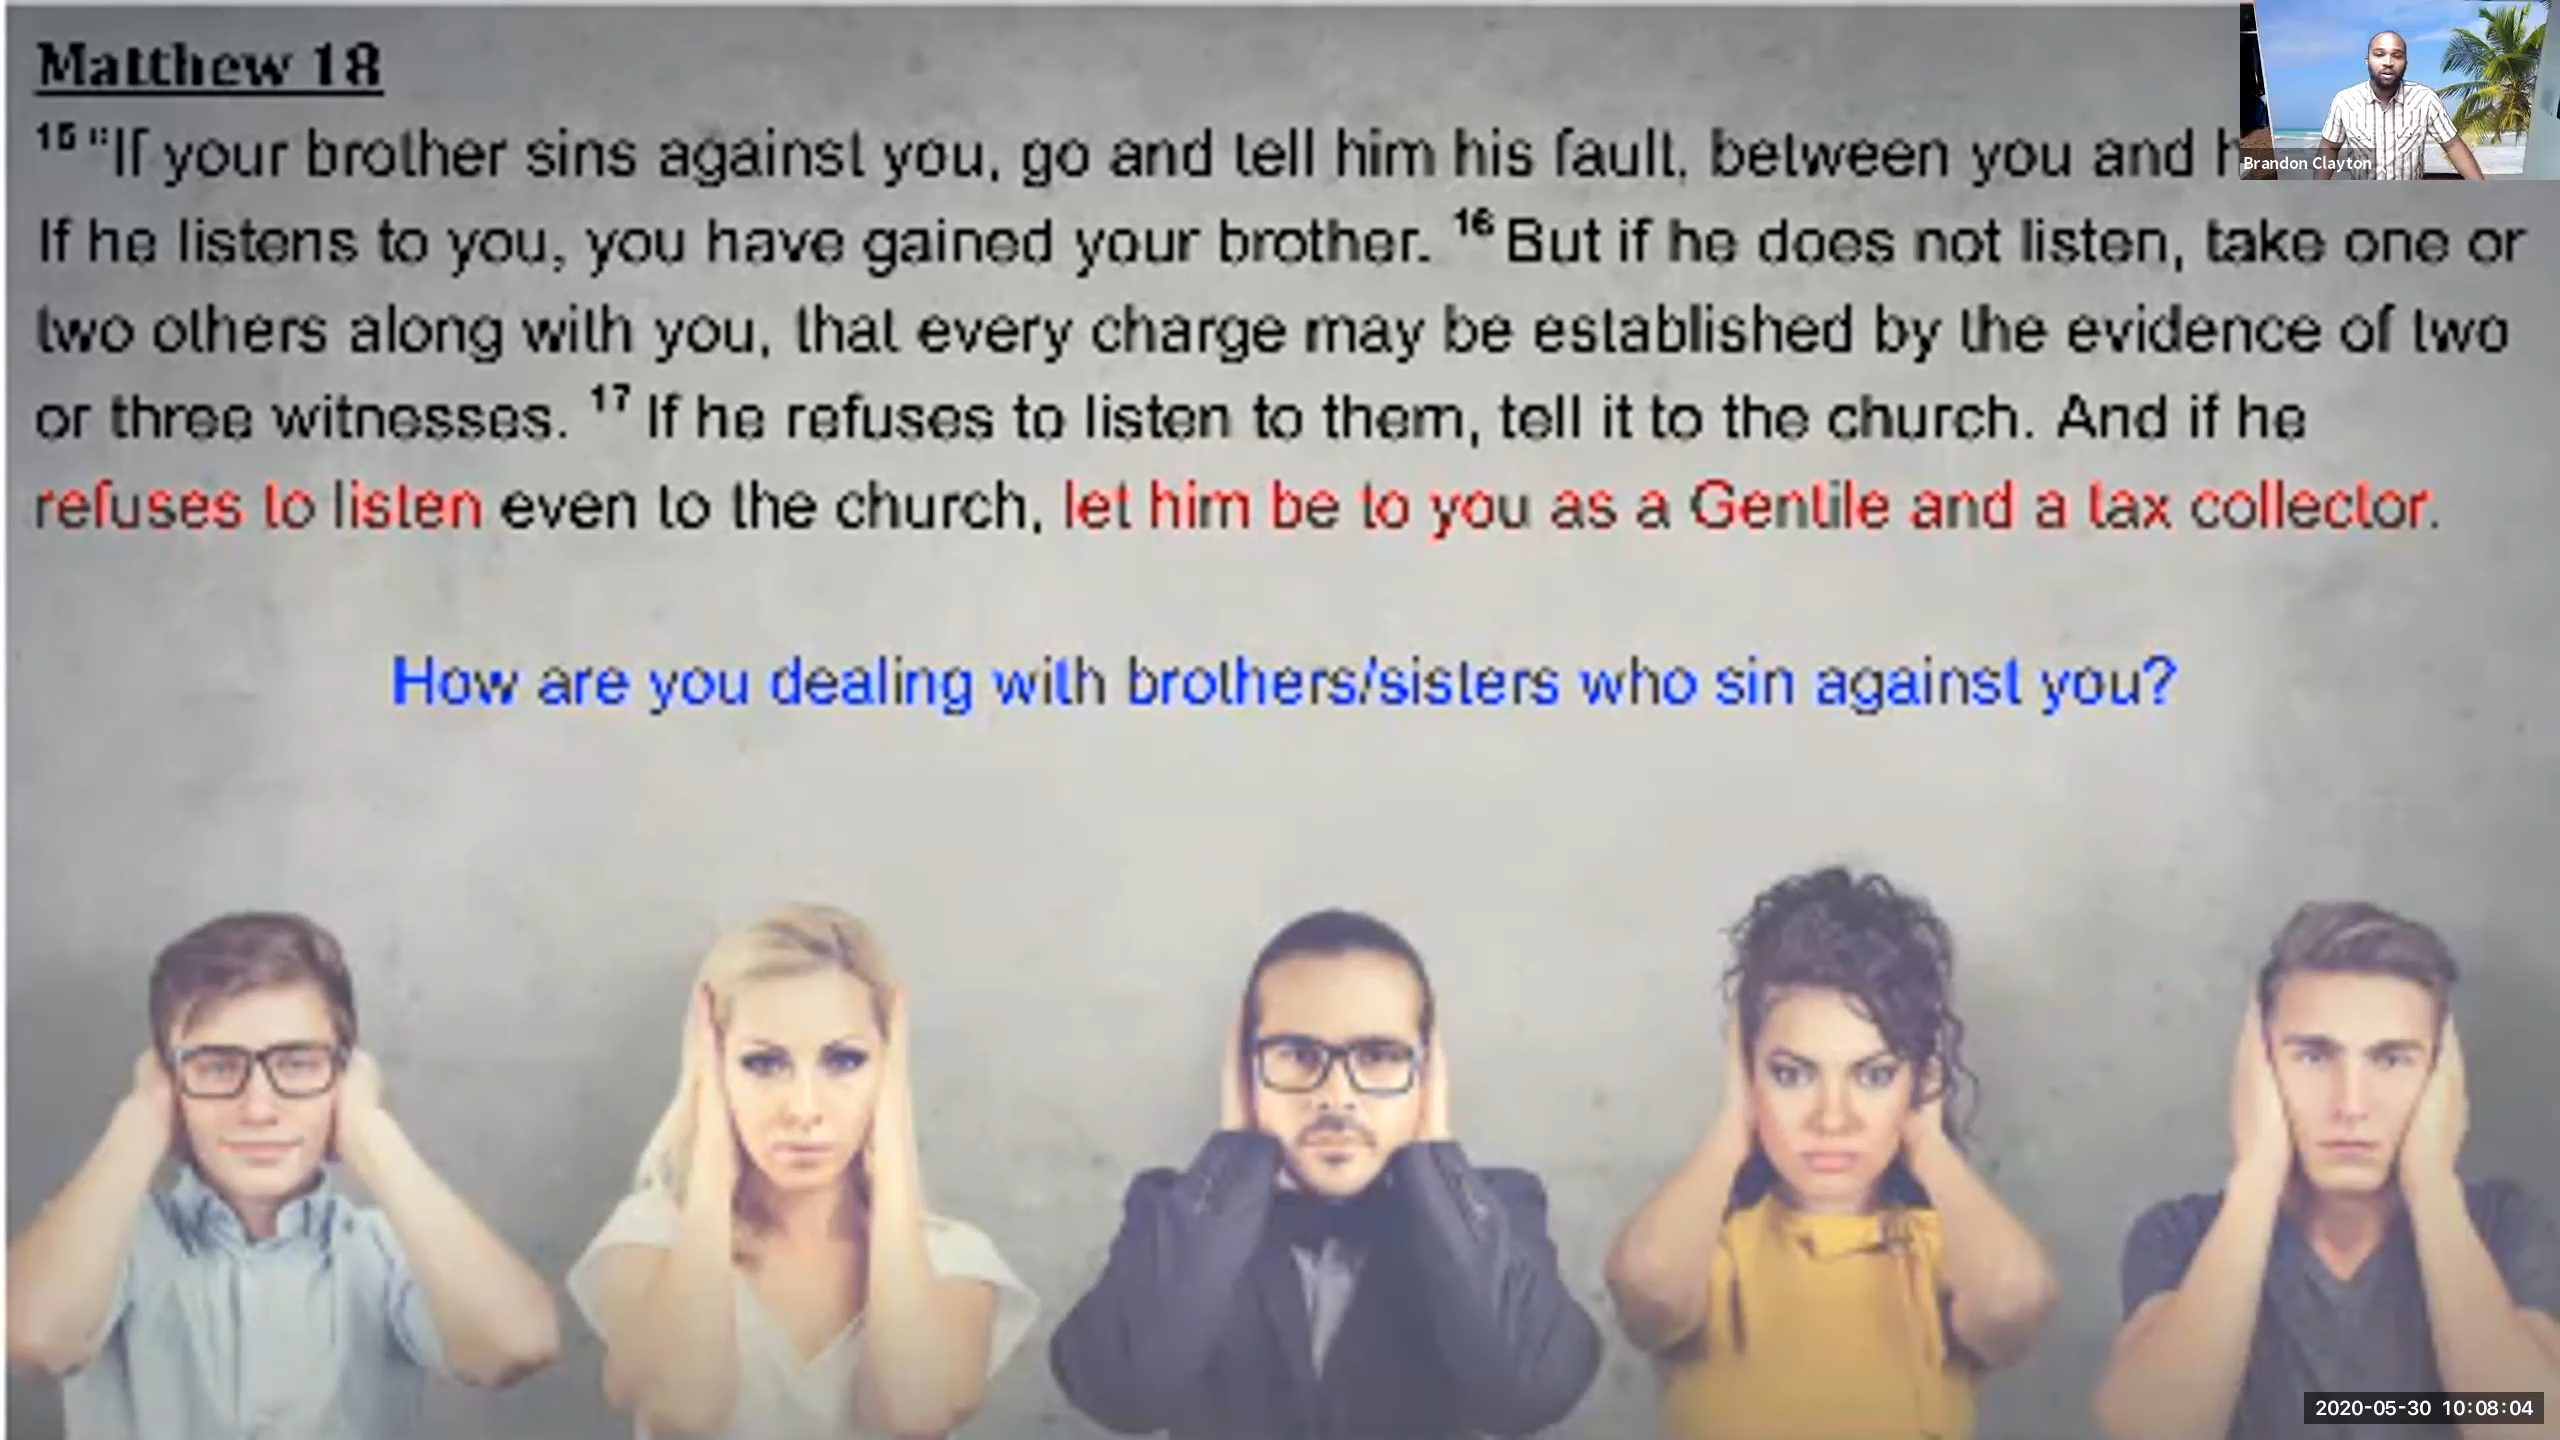 Matthew 18
15 "If your brother sins against you, go and tell him his fault, between you and
If he listens to you, you have gained your brother. 16 But if he does not listen, take one or
two others along with you, that every charge may be established by the evidence of two
or three witnesses. 17 If he refuses to listen to them, tell it to the church. And if he
refuses to listen even to the church, let him be to you as a Gentile and a tax collector.
How are you dealing with brothers/sisters who sin against you?
Brandon Clayton
2020-05-30 10:08:04